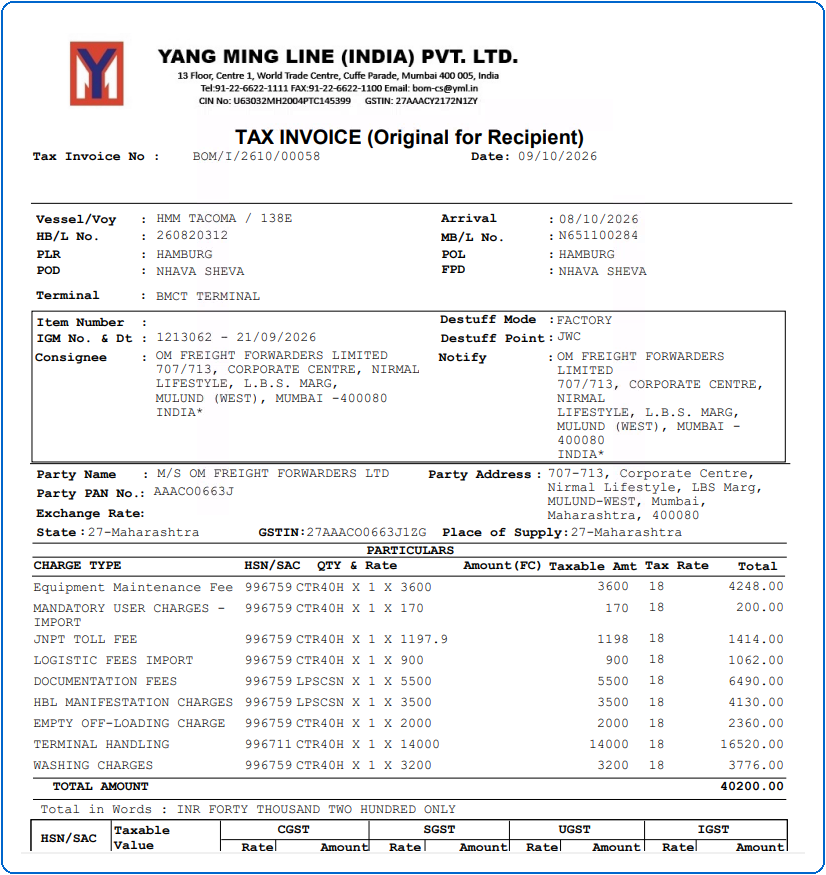 YANG MING LINE (INDIA) PVT. LTD.
13 Floor, Centre 1, World Trade Centre, Cuffe Parade, Mumbai 400 005, India
Tel:91-22-6622-1111 FAX:91-22-6622-1100 Email: bom-cs@yml.in
CIN No: U63032MH2004PTC145399 GSTIN: 27AAACY2172N1ZY
TAX INVOICE (Original for Recipient)
Tax Invoice No : BOM/I/2610/00058 Date: 09/10/2026
Vessel/Voy : HMM TACOMA / 138E Arrival : 08/10/2026
HB/L No. : 260820312 MB/L No. : N651100284
PLR : HAMBURG POL : HAMBURG
POD : NHAVA SHEVA FPD : NHAVA SHEVA
Terminal : BMCT TERMINAL
Item Number : Destuff Mode : FACTORY
IGM No. & Dt : 1213062 - 21/09/2026 Destuff Point : JWC
Consignee : OM FREIGHT FORWARDERS LIMITED
707/713, CORPORATE CENTRE, NIRMAL
LIFESTYLE, L.B.S. MARG,
MULUND (WEST), MUMBAI -400080
INDIA*
Notify : OM FREIGHT FORWARDERS
LIMITED
707/713, CORPORATE CENTRE,
NIRMAL
LIFESTYLE, L.B.S. MARG,
MULUND (WEST), MUMBAI -
400080
INDIA*
Party Name : M/S OM FREIGHT FORWARDERS LTD
Party PAN No.: AAACO0663J
Exchange Rate:
Party Address : 707-713, Corporate Centre,
Nirmal Lifestyle, LBS Marg,
MULUND-WEST, Mumbai,
Maharashtra, 400080
State : 27-Maharashtra GSTIN: 27AAACO0663J1ZG Place of Supply: 27-Maharashtra
PARTICULARS
CHARGE TYPE HSN/SAC QTY & Rate Amount(FC) Taxable Amt Tax Rate Total
Equipment Maintenance Fee 996759 CTR40H X 1 X 3600 3600 18 4248.00
MANDATORY USER CHARGES - 996759 CTR40H X 1 X 170 170 18 200.00
IMPORT
JNPT TOLL FEE 996759 CTR40H X 1 X 1197.9 1198 18 1414.00
LOGISTIC FEES IMPORT 996759 CTR40H X 1 X 900 900 18 1062.00
DOCUMENTATION FEES 996759 LPSCSN X 1 X 5500 5500 18 6490.00
HBL MANIFESTATION CHARGES 996759 LPSCSN X 1 X 3500 3500 18 4130.00
EMPTY OFF-LOADING CHARGE 996759 CTR40H X 1 X 2000 2000 18 2360.00
TERMINAL HANDLING 996711 CTR40H X 1 X 14000 14000 18 16520.00
WASHING CHARGES 996759 CTR40H X 1 X 3200 3200 18 3776.00
TOTAL AMOUNT 40200.00
Total in Words : INR FORTY THOUSAND TWO HUNDRED ONLY
HSN/SAC Taxable Value CGST SGST UGST IGST
Rate Amount Rate Amount Rate Amount Rate Amount